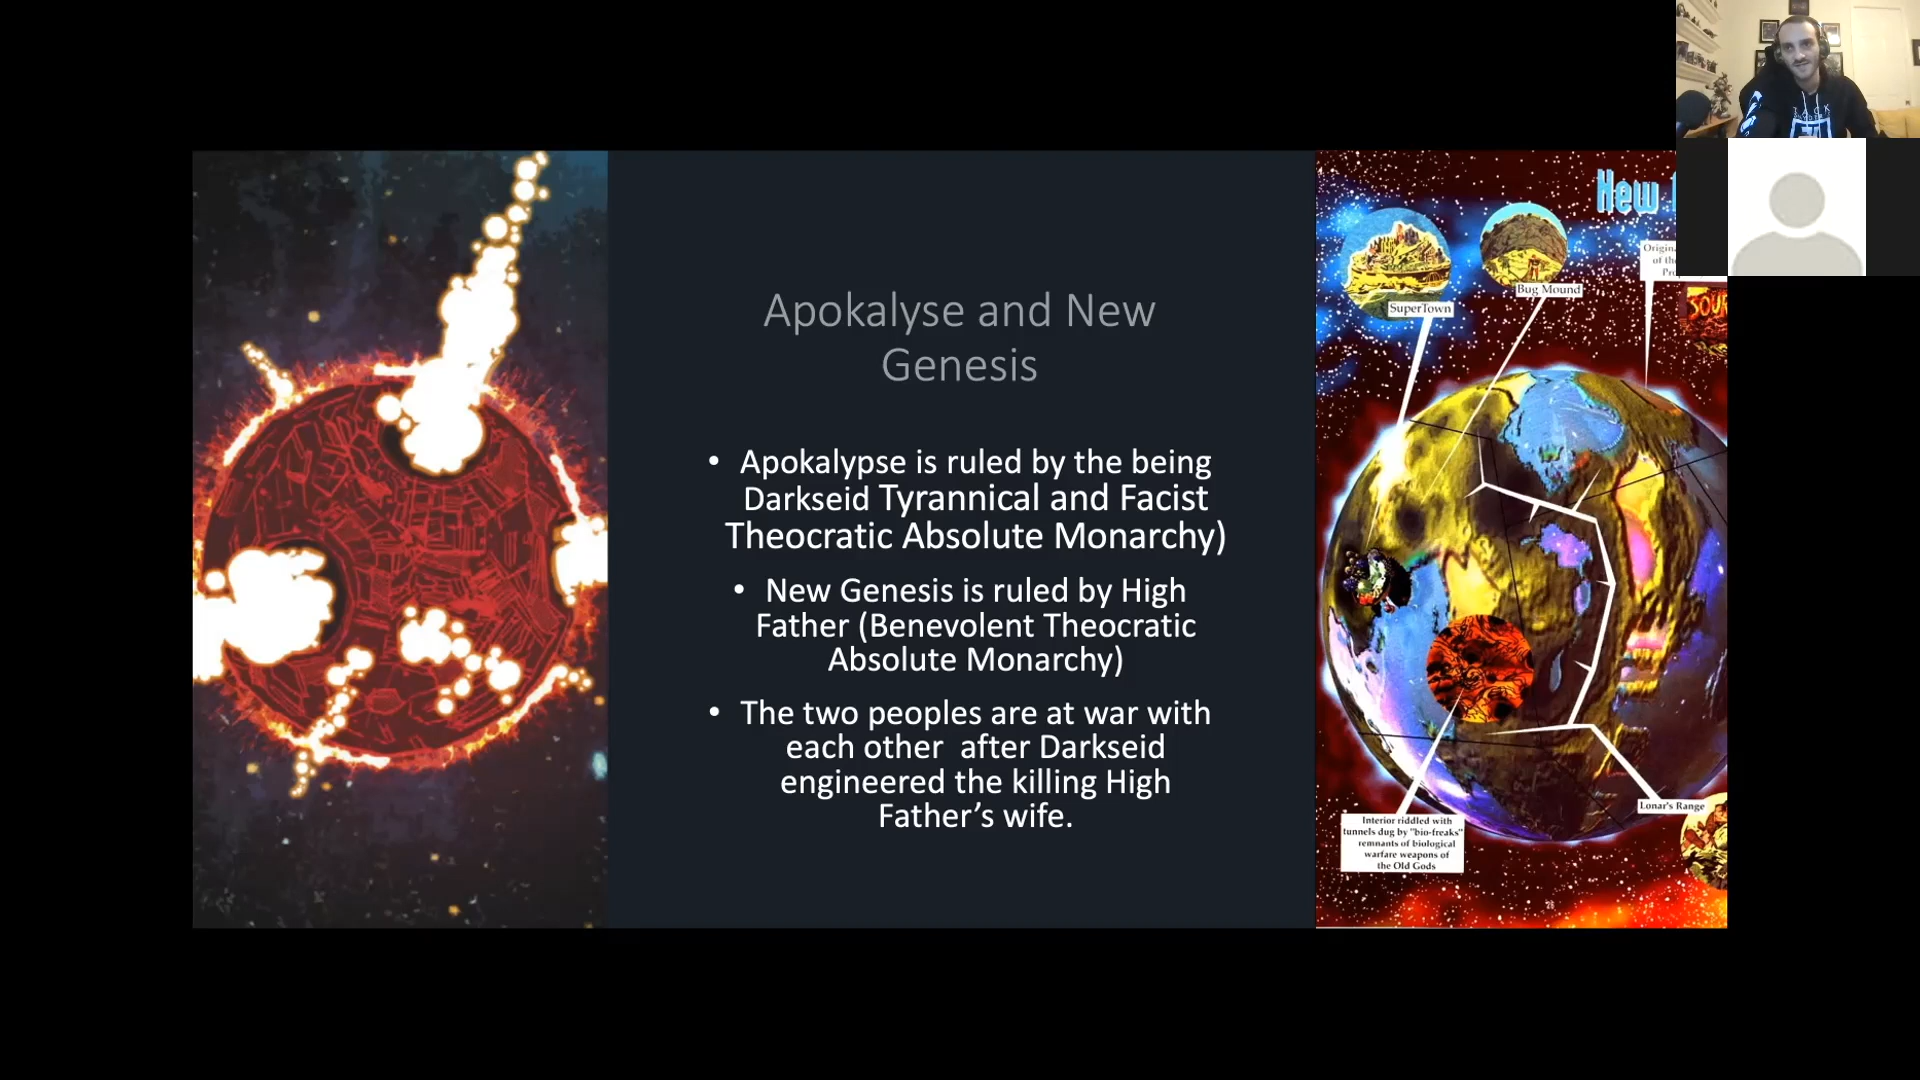 Apokalyse and New
Genesis
• Apokalypse is ruled by the being
Darkseid Tyrannical and Facist
Theocratic Absolute Monarchy)
• New Genesis is ruled by High
Father (Benevolent Theocratic
Absolute Monarchy)
• The two peoples are at war with
each other  after Darkseid
engineered the killing High
Father’s wife.
New
SuperTown
Bug Mound
of the
Lonar's Range
Interior riddled with
tunnels dug by "bio-freaks"
remnants of biological
warfare weapons of
the Old Gods